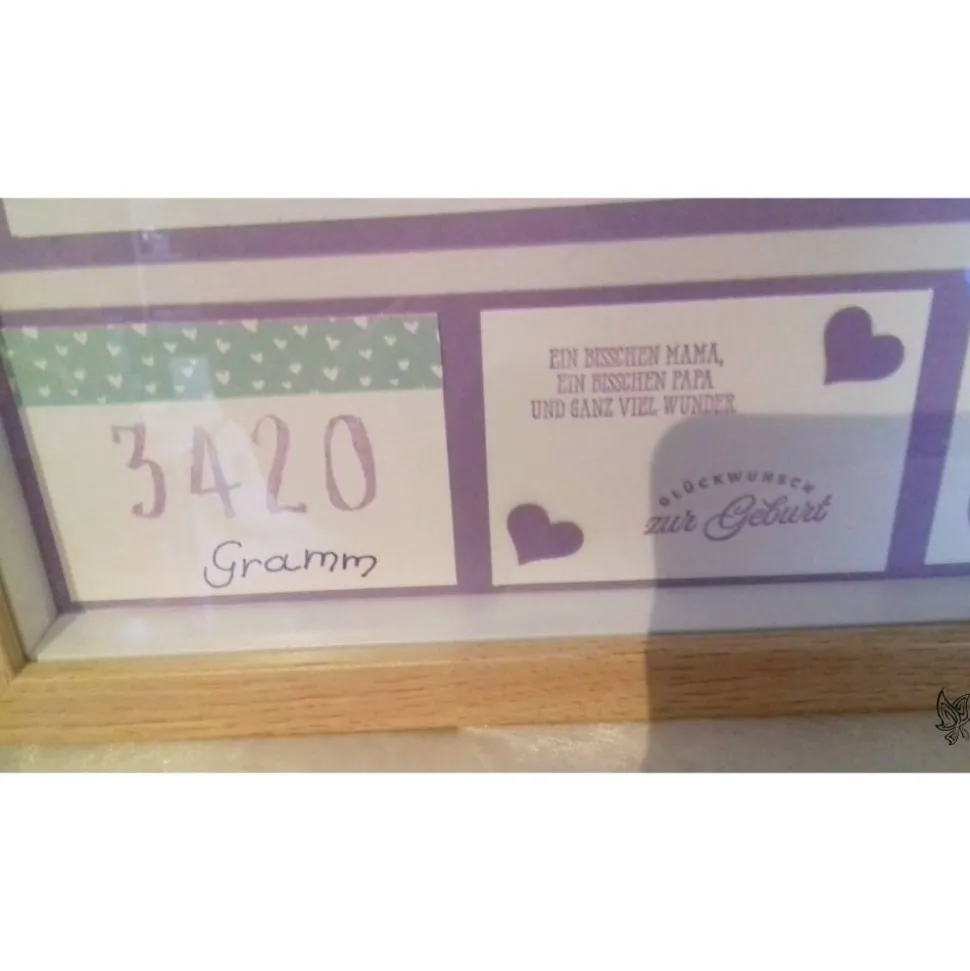 3420
Gramm
EIN BISSCHEN MAMA,
EIN BISSCHEN PAPA
UND GANZ VIEL WUNDER
GLÜCKWUNSCH
zur Geburt